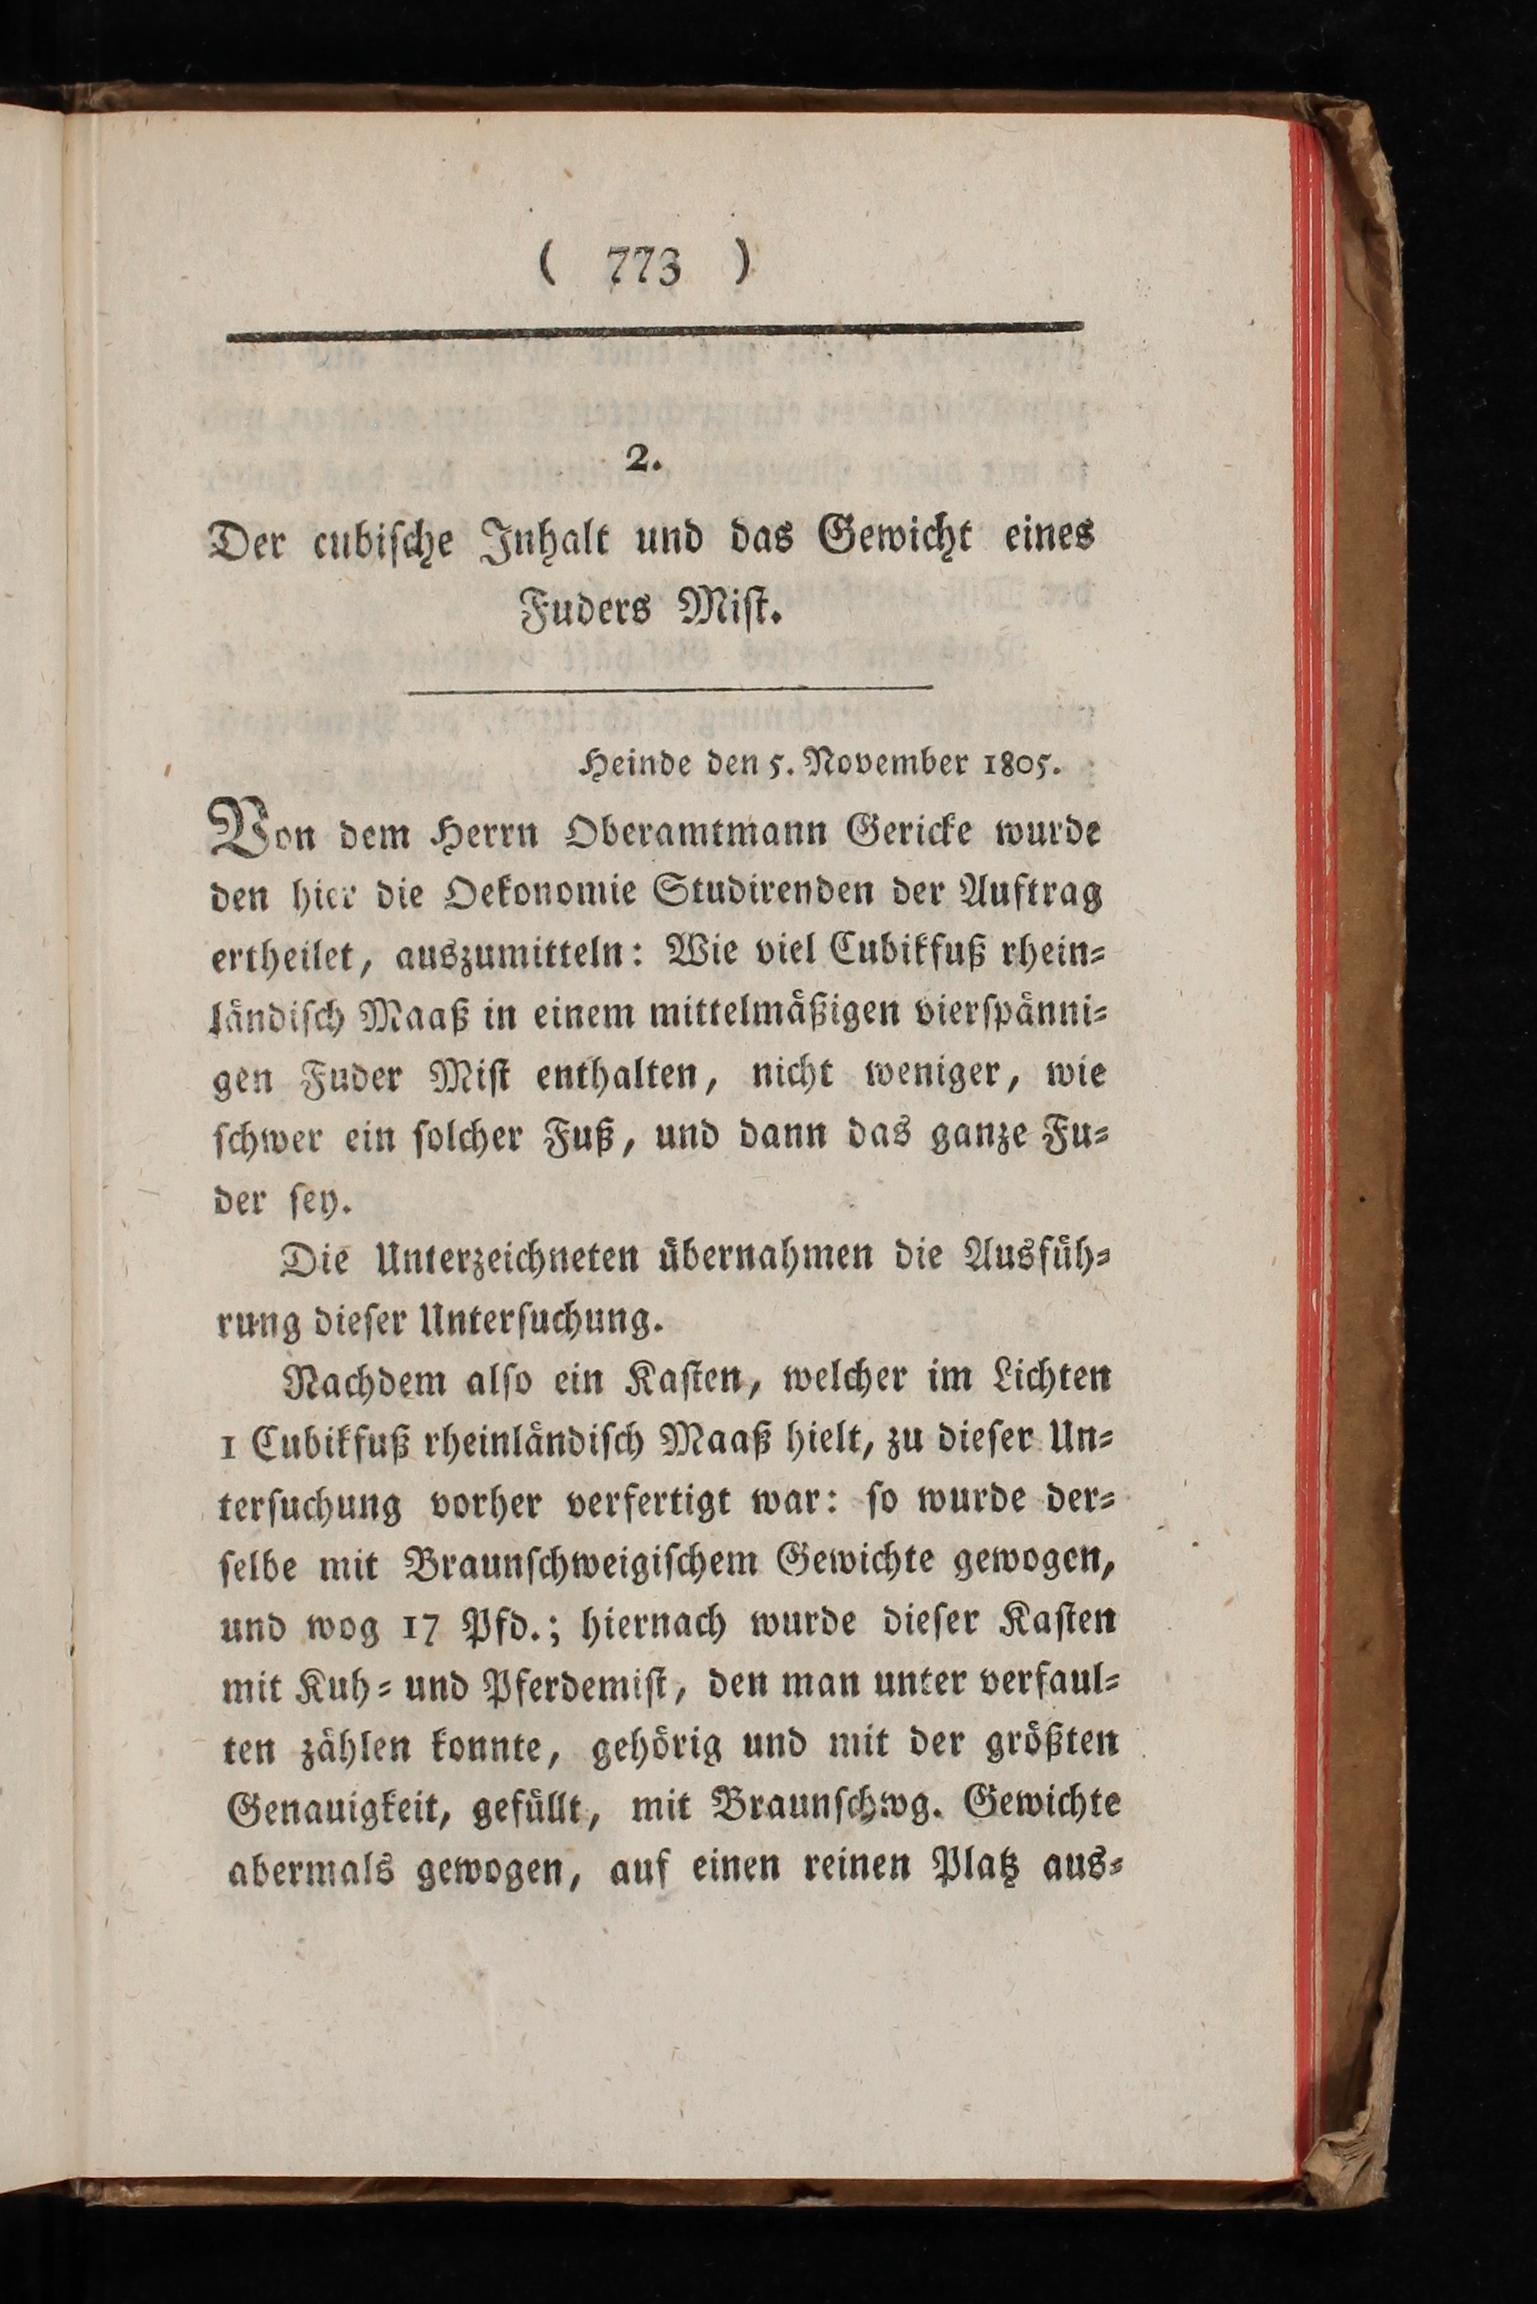 ( 773 )
2.
Der cubiſche Inhalt und das Gewicht eines
Fuders Miſt.
Heinde den 5. November 1805.
Von dem Herrn Oberamtmann Gericke wurde
den hier die Oekonomie Studirenden der Auftrag
ertheilet, auszumitteln: Wie viel Cubikfuß rhein⸗
ländiſch Maaß in einem mittelmäßigen vierſpänni⸗
gen Fuder Miſt enthalten, nicht weniger, wie
ſchwer ein ſolcher Fuß, und dann das ganze Fu⸗
der ſey.
Die Unterzeichneten übernahmen die Ausfüh⸗
rung dieſer Unterſuchung.
Nachdem alſo ein Kaſten, welcher im Lichten
1 Cubikfuß rheinländiſch Maaß hielt, zu dieſer Un⸗
terſuchung vorher verfertigt war: ſo wurde der⸗
ſelbe mit Braunſchweigiſchem Gewichte gewogen,
und wog 17 Pfd.; hiernach wurde dieſer Kaſten
mit Kuh⸗ und Pferdemiſt, den man unter verfaul⸗
ten zählen konnte, gehörig und mit der größten
Genauigkeit, gefüllt, mit Braunſchwg. Gewichte
abermals gewogen, auf einen reinen Platz aus⸗